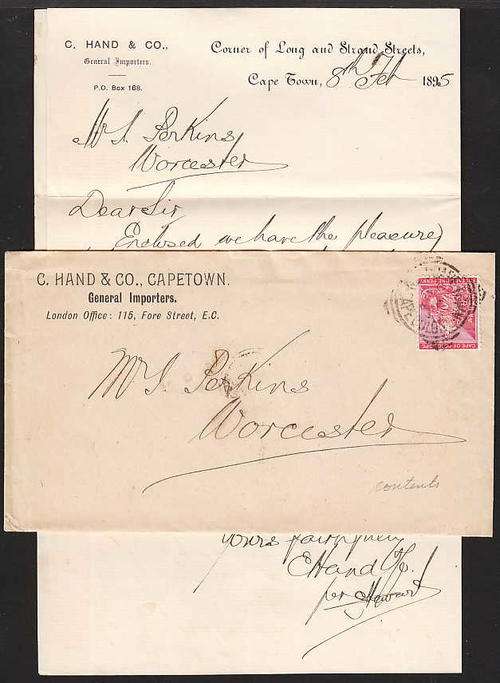 C. HAND & CO.,
General Importers.
P.O. Box 168.
Corner of Long and Strand Streets,
Cape Town, 8th Feb 1895
Mr I. Perkins
Worcester
Dear Sir
Enclosed we have the pleasure
C. HAND & CO., CAPETOWN.
General Importers.
London Office: 115, Fore Street, E.C.
Mr I. Perkins
Worcester
contents
yours faithfully
CHand & Co.
per